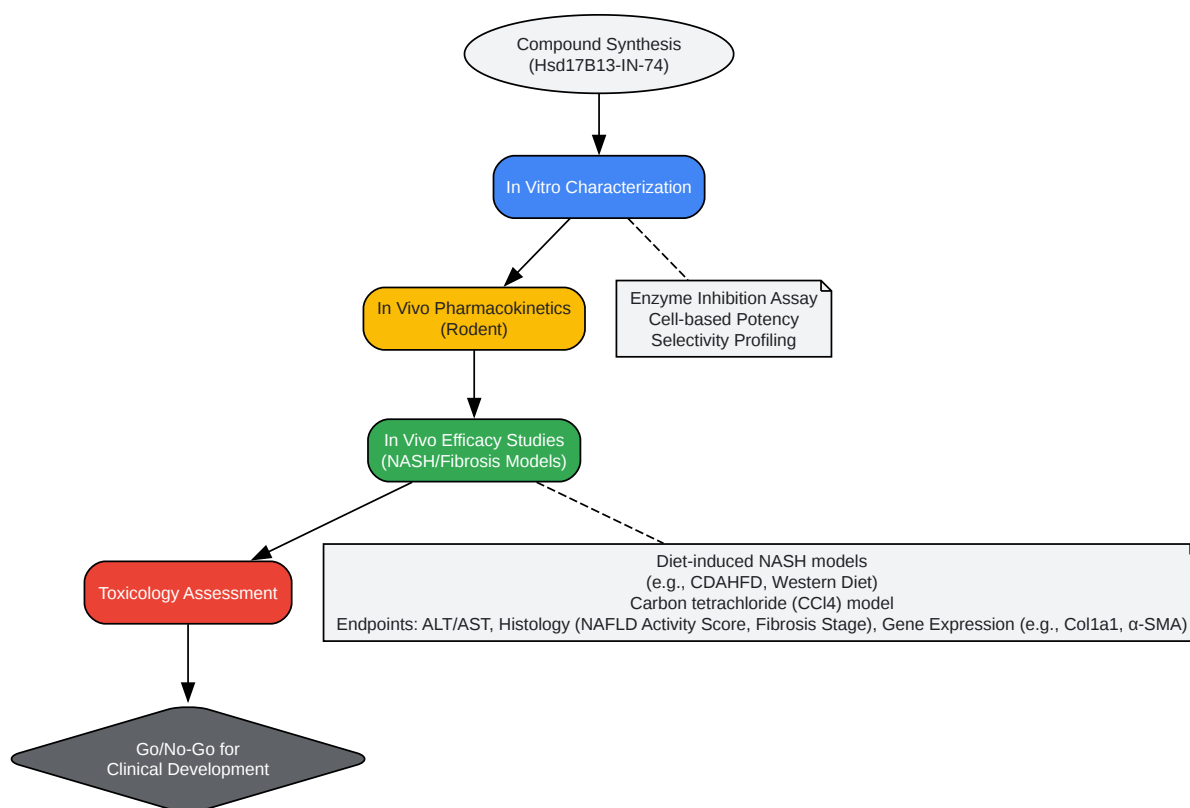 Compound Synthesis
(Hsd17B13-IN-74)
In Vitro Characterization
In Vivo Pharmacokinetics
(Rodent)
Enzyme Inhibition Assay
Cell-based Potency
Selectivity Profiling
In Vivo Efficacy Studies
(NASH/Fibrosis Models)
Toxicology Assessment
Diet-induced NASH models
(e.g., CDAHFD, Western Diet)
Carbon tetrachloride (CCl4) model
Endpoints: ALT/AST, Histology (NAFLD Activity Score, Fibrosis Stage), Gene Expression (e.g., Col1a1, α-SMA)
Go/No-Go for
Clinical Development